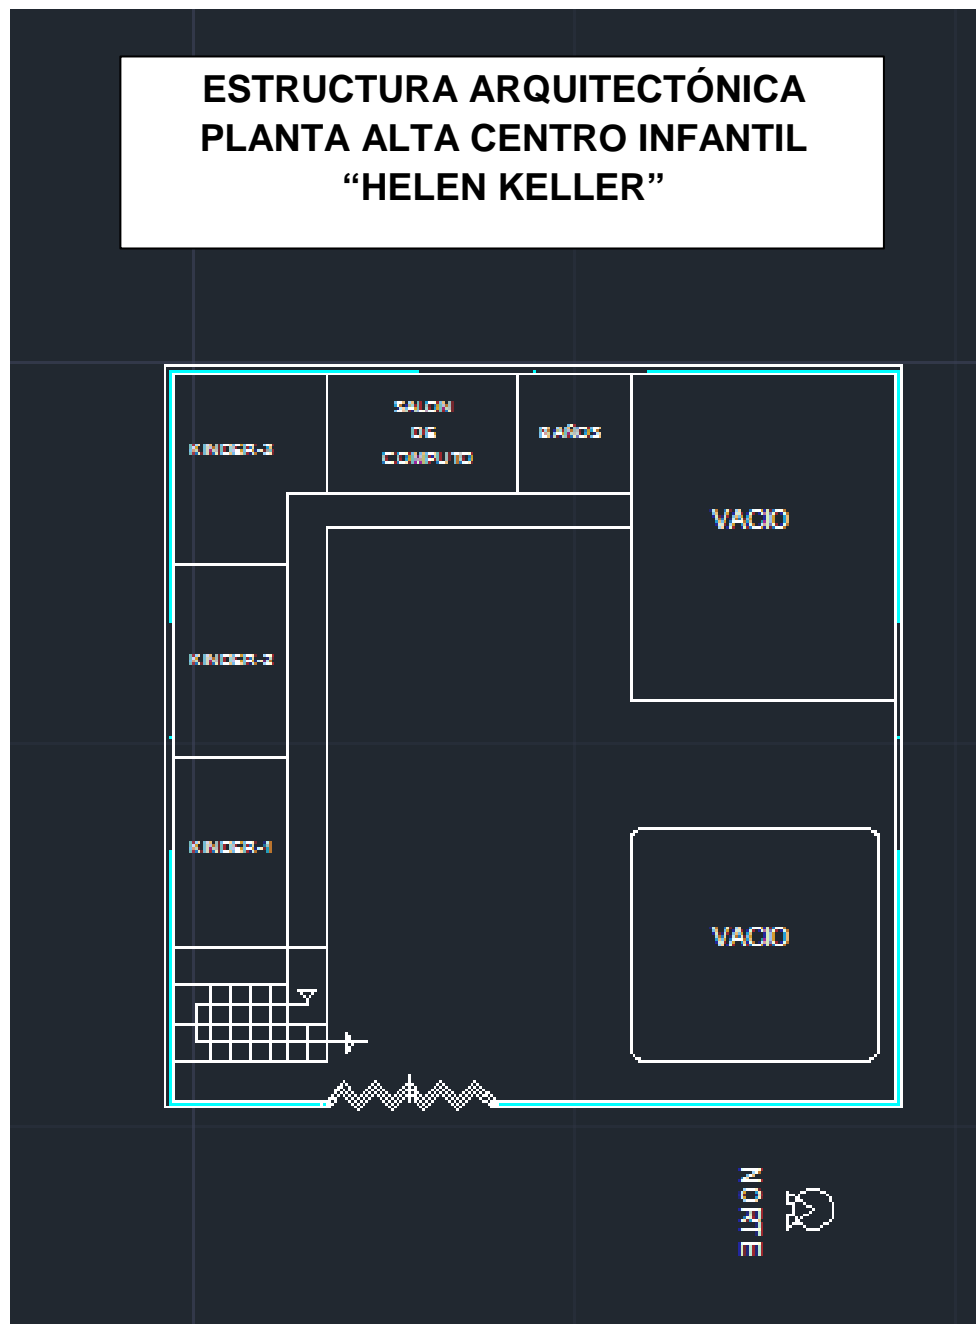 ESTRUCTURA ARQUITECTÓNICA
PLANTA ALTA CENTRO INFANTIL
“HELEN KELLER”
SALON
DE
COMPUTO
BAÑOS
KINDER-3
VACIO
KINDER-2
KINDER-1
VACIO
NORTE